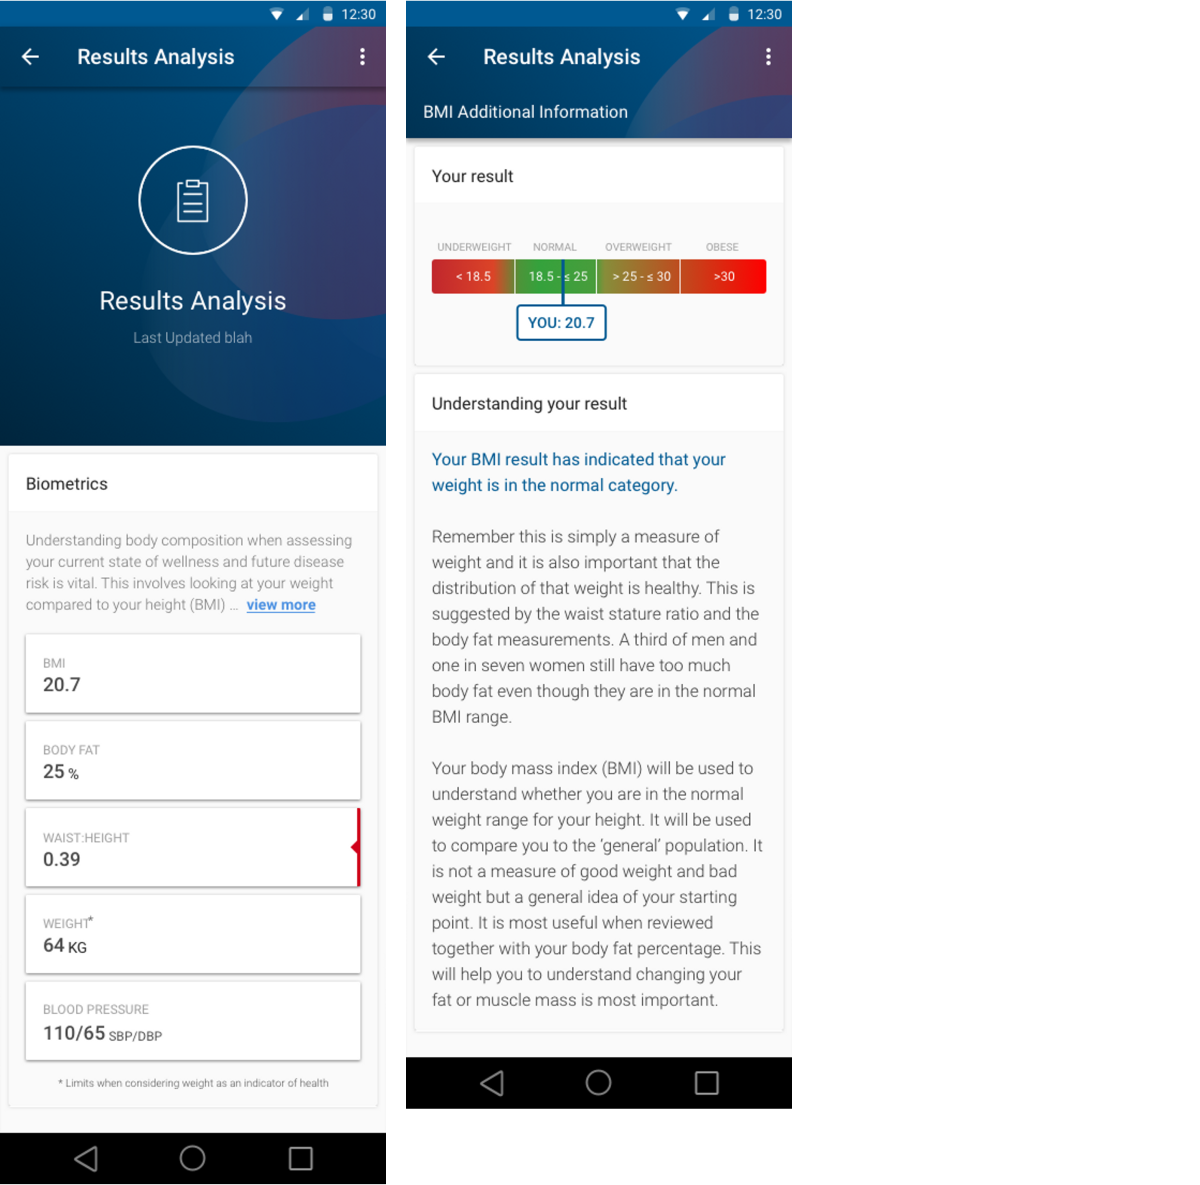 12:30
Results Analysis
Results Analysis
Last Updated blah
Biometrics
Understanding body composition when assessing
your current state of wellness and future disease
risk is vital. This involves looking at your weight
compared to your height (BMI) ... view more
BMI
20.7
BODY FAT
25 %
WAIST:HEIGHT
0.39
WEIGHT*
64 KG
BLOOD PRESSURE
110/65 SBP/DBP
* Limits when considering weight as an indicator of health
12:30
Results Analysis
BMI Additional Information
Your result
UNDERWEIGHT NORMAL OVERWEIGHT OBESE
< 18.5 18.5 - ≤ 25 > 25 - ≤ 30 >30
YOU: 20.7
Understanding your result
Your BMI result has indicated that your
weight is in the normal category.
Remember this is simply a measure of
weight and it is also important that the
distribution of that weight is healthy. This is
suggested by the waist stature ratio and the
body fat measurements. A third of men and
one in seven women still have too much
body fat even though they are in the normal
BMI range.
Your body mass index (BMI) will be used to
understand whether you are in the normal
weight range for your height. It will be used
to compare you to the ‘general’ population. It
is not a measure of good weight and bad
weight but a general idea of your starting
point. It is most useful when reviewed
together with your body fat percentage. This
will help you to understand changing your
fat or muscle mass is most important.